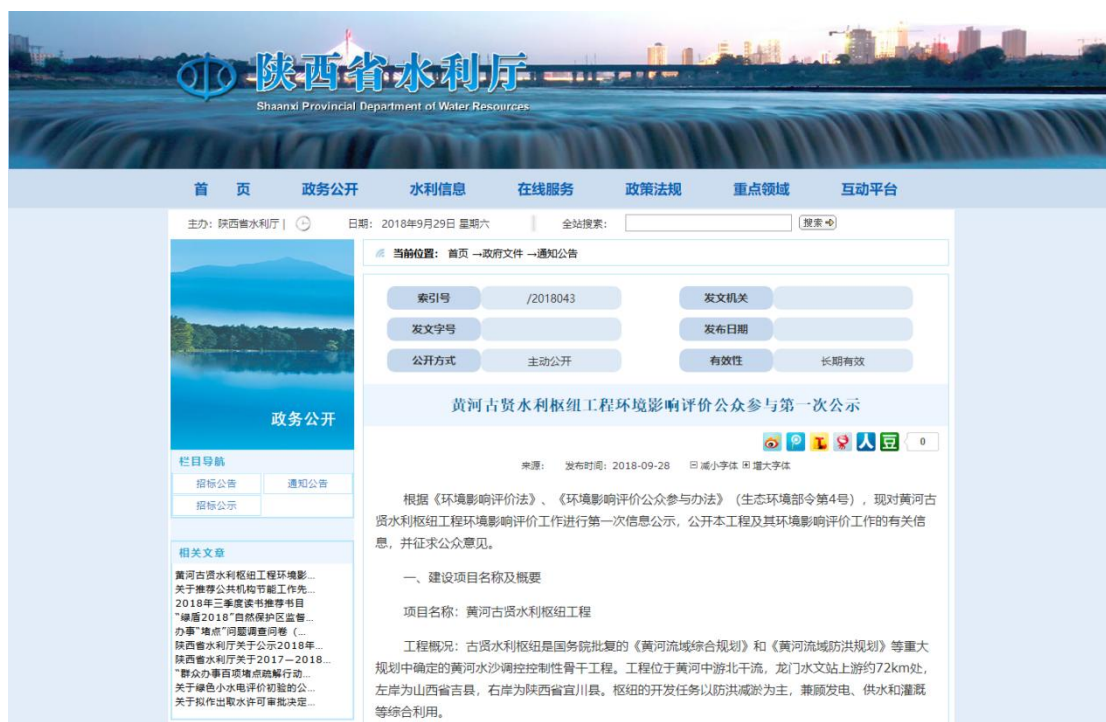 陕西省水利厅
Shaanxi Provincial Department of Water Resources
首 页 政务公开 水利信息 在线服务 政策法规 重点领域 互动平台
主办：陕西省水利厅 | 日期：2018年9月29日 星期六 全站搜索： 搜索
当前位置： 首页 →政府文件 →通知公告
政务公开
栏目导航
招标公告 通知公告
招标公示
相关文章
黄河古贤水利枢纽工程环境影...
关于推荐公共机构节能工作先...
2018年三季度读书推荐书目
“绿盾2018”自然保护区监督...
办事“堵点”问题调查问卷（...
陕西省水利厅关于公示2018年...
陕西省水利厅关于2017—2018...
“群众办事百项堵点疏解行动...
关于绿色小水电评价初验的公...
关于拟作出取水许可审批决定...
索引号 /2018043 发文机关
发文字号 发布日期
公开方式 主动公开 有效性 长期有效
黄河古贤水利枢纽工程环境影响评价公众参与第一次公示
人 豆 0
来源： 发布时间：2018-09-28 减小字体 增大字体
根据《环境影响评价法》、《环境影响评价公众参与办法》（生态环境部令第4号），现对黄河古
贤水利枢纽工程环境影响评价工作进行第一次信息公示，公开本工程及其环境影响评价工作的有关信
息，并征求公众意见。
一、建设项目名称及概要
项目名称：黄河古贤水利枢纽工程
工程概况：古贤水利枢纽是国务院批复的《黄河流域综合规划》和《黄河流域防洪规划》等重大
规划中确定的黄河水沙调控控制性骨干工程。工程位于黄河中游北干流，龙门水文站上游约72km处，
左岸为山西省吉县，右岸为陕西省宜川县。枢纽的开发任务以防洪减淤为主，兼顾发电、供水和灌溉
等综合利用。